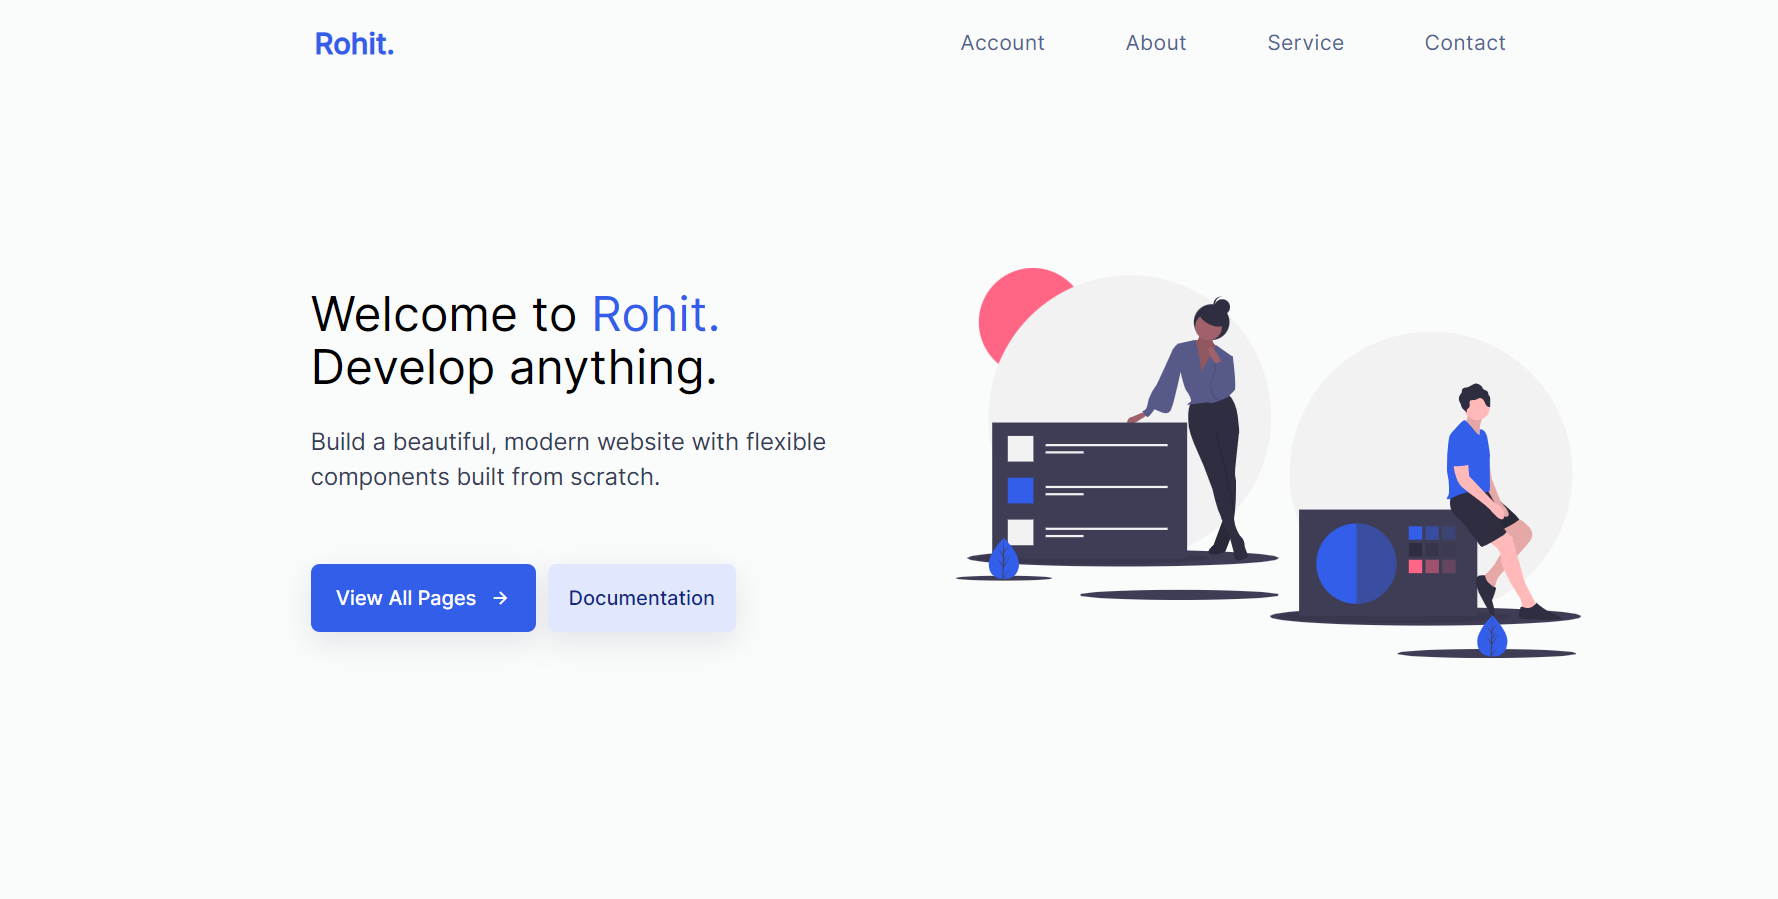 Rohit.
Account About Service Contact
Welcome to Rohit.
Develop anything.
Build a beautiful, modern website with flexible
components built from scratch.
View All Pages → Documentation